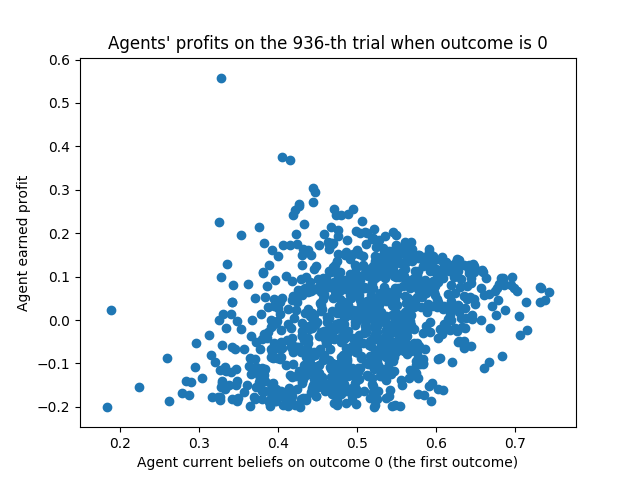 Agents' profits on the 936-th trial when outcome is 0
0.6
0.5
0.4
0.3
0.2
0.1
0.0
−0.1
−0.2
Agent earned profit
0.2 0.3 0.4 0.5 0.6 0.7
Agent current beliefs on outcome 0 (the first outcome)